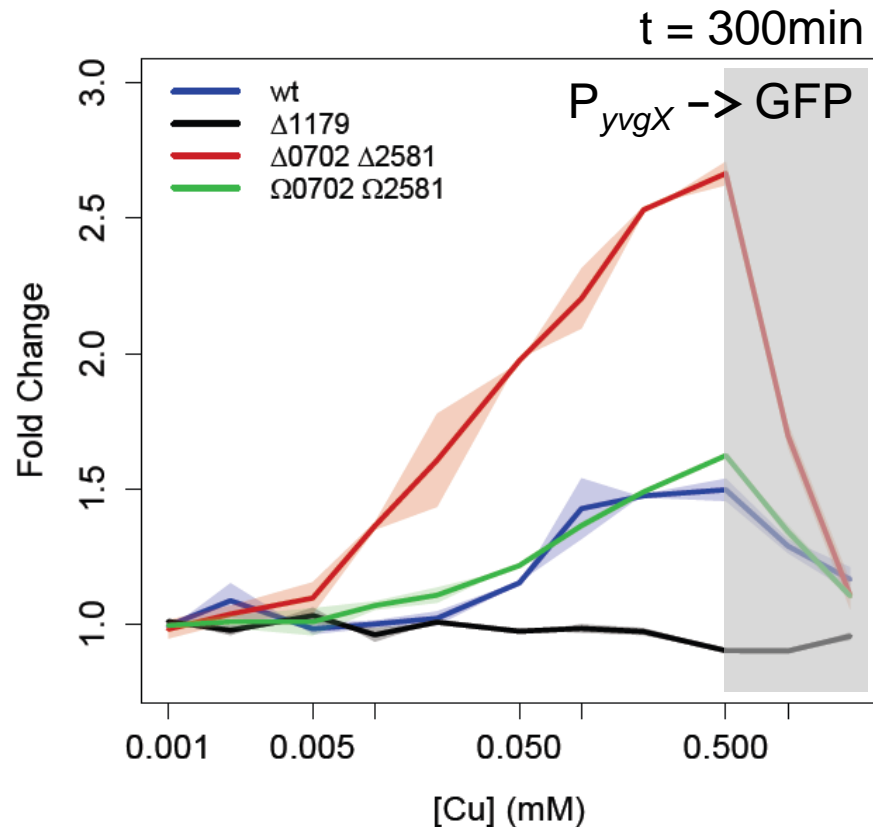 t = 300min
P_yvgX -> GFP
wt
Δ1179
Δ0702 Δ2581
Ω0702 Ω2581
3.0
2.5
2.0
1.5
1.0
Fold Change
0.001 0.005 0.050 0.500
[Cu] (mM)